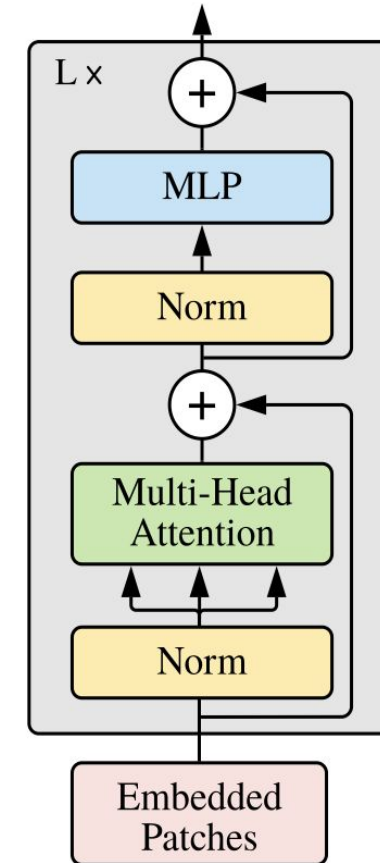 L ×
+
MLP
Norm
+
Multi-Head
Attention
Norm
Embedded
Patches